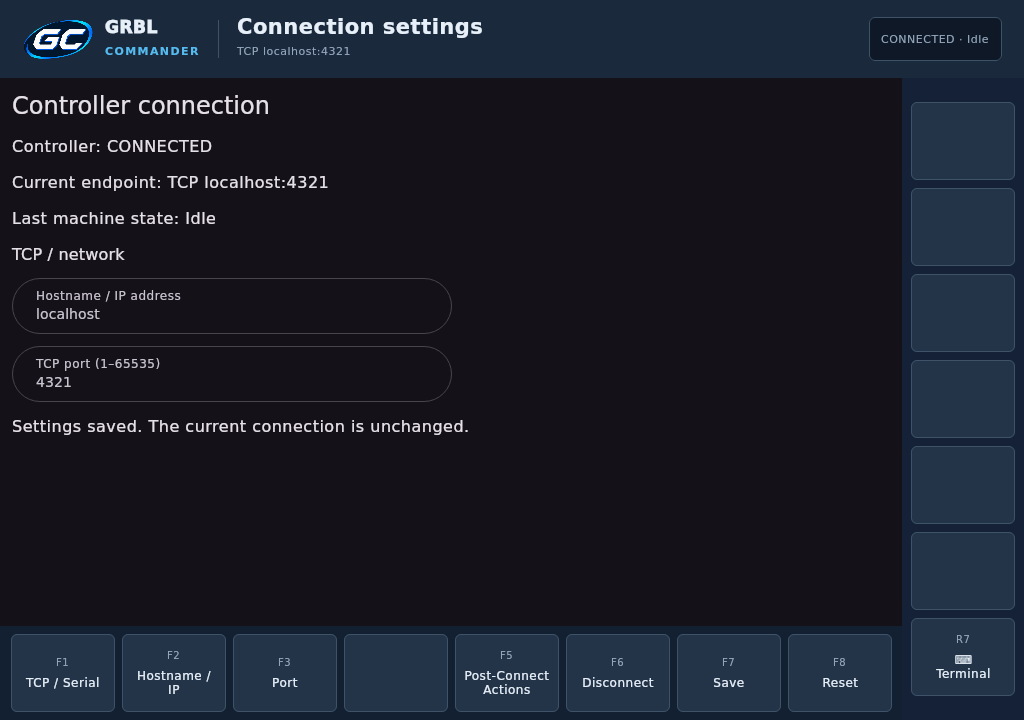 GC
GRBL
COMMANDER
Connection settings
TCP localhost:4321
CONNECTED · Idle
Controller connection
Controller: CONNECTED
Current endpoint: TCP localhost:4321
Last machine state: Idle
TCP / network
Hostname / IP address
localhost
TCP port (1–65535)
4321
Settings saved. The current connection is unchanged.
F1
TCP / Serial
F2
Hostname /
IP
F3
Port
F5
Post-Connect
Actions
F6
Disconnect
F7
Save
F8
Reset
R7
⌨
Terminal